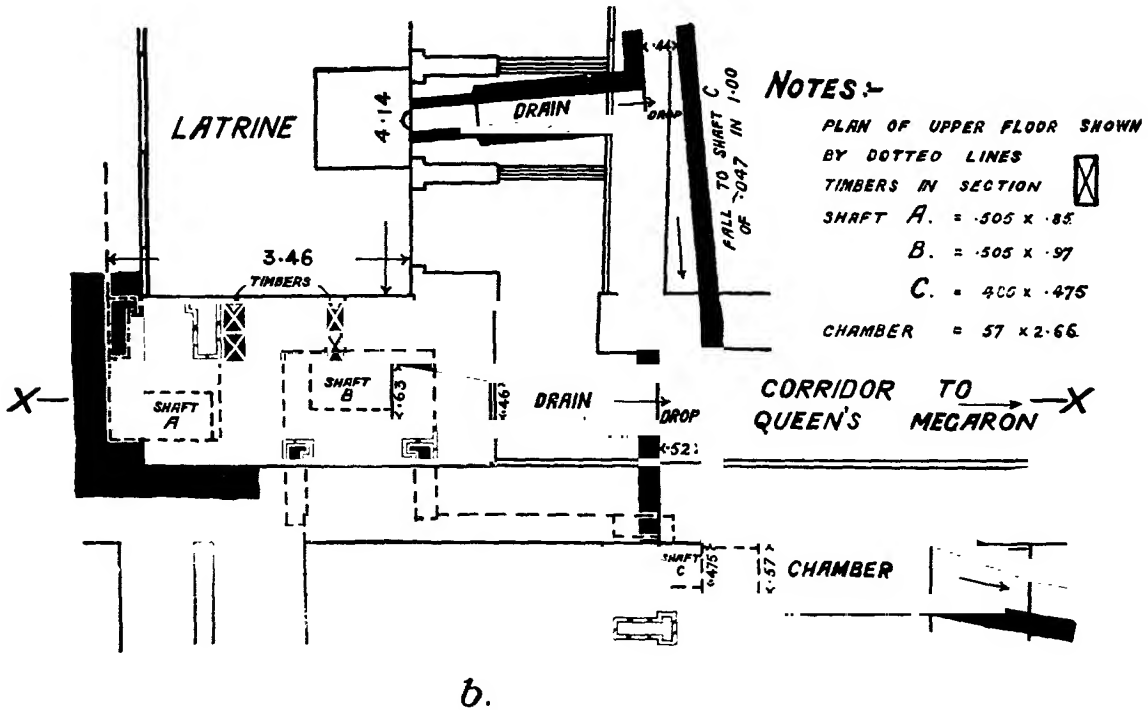 NOTES:-
PLAN OF UPPER FLOOR SHOWN
BY DOTTED LINES
TIMBERS IN SECTION
SHAFT A. = .505 x .85
B. = .505 x .97
C. = x .475
CHAMBER = 57 x 2.66
LATRINE
4.14
DRAIN
.44
DROP
FALL TO SHAFT C
OF .047 IN 1.00
3.46
TIMBERS
X
SHAFT
A
SHAFT
B
.63
.46
DRAIN
DROP
.52
CORRIDOR TO
QUEEN'S MEGARON
X
SHAFT
C
.475
.57
CHAMBER
b.